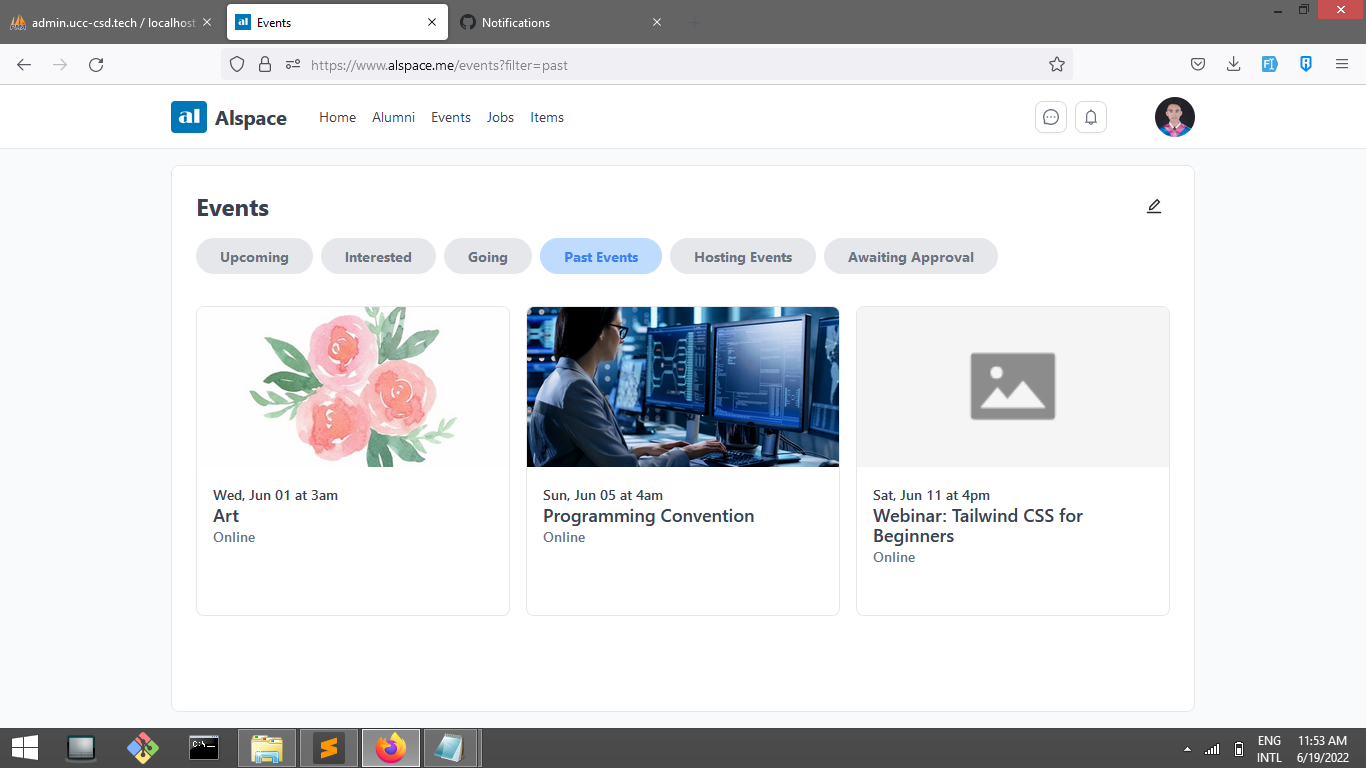 admin.ucc-csd.tech / localhost
Events
Notifications
https://www.alspace.me/events?filter=past
al Alspace
Home Alumni Events Jobs Items
Events
Upcoming Interested Going Past Events Hosting Events Awaiting Approval
Wed, Jun 01 at 3am
Art
Online
Sun, Jun 05 at 4am
Programming Convention
Online
Sat, Jun 11 at 4pm
Webinar: Tailwind CSS for
Beginners
Online
ENG
INTL
11:53 AM
6/19/2022